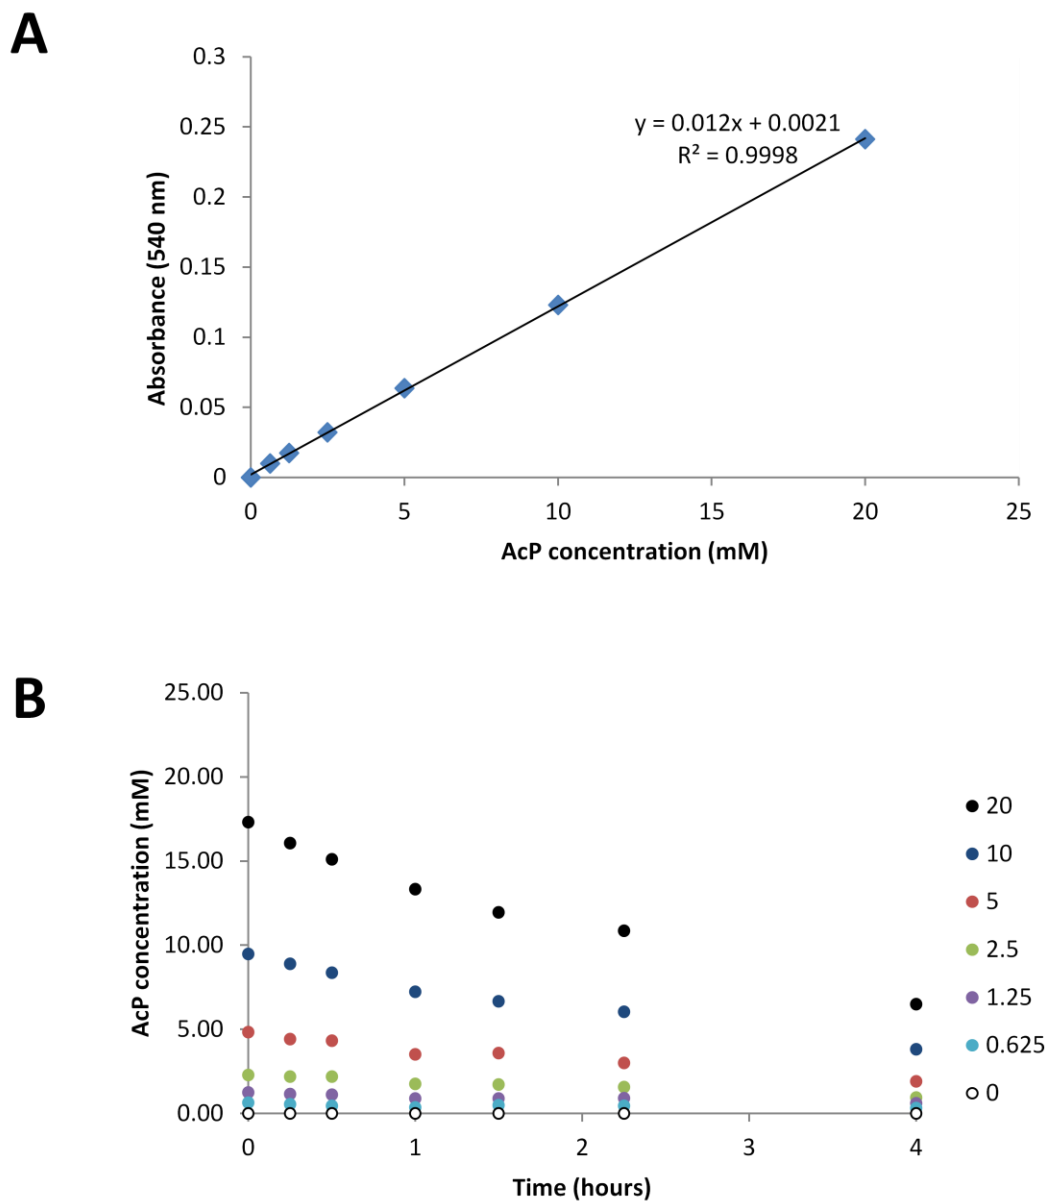 A
0.3
0.25
0.2
0.15
0.1
0.05
0
Absorbance (540 nm)
y = 0.012x + 0.0021
R² = 0.9998
0 5 10 15 20 25
AcP concentration (mM)
B
25.00
20.00
15.00
10.00
5.00
0.00
AcP concentration (mM)
20
10
5
2.5
1.25
0.625
0
0 1 2 3 4
Time (hours)